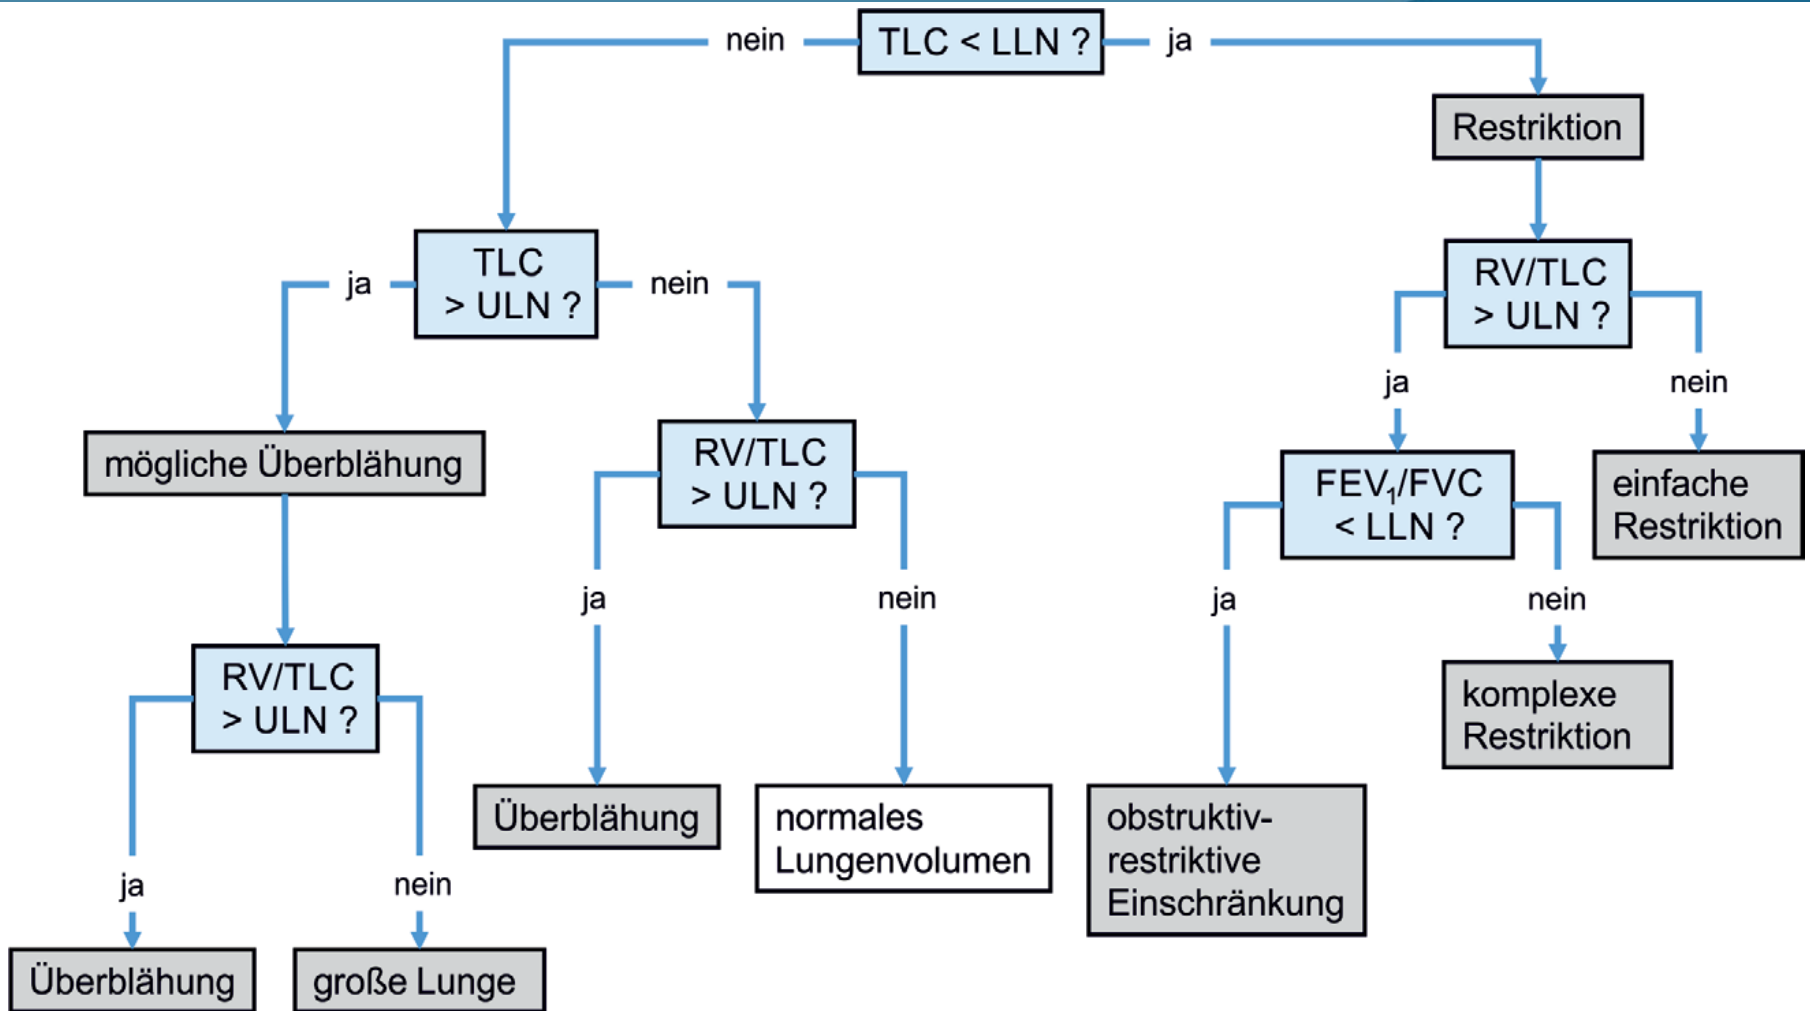 nein
TLC < LLN ?
ja
Restriktion
TLC
> ULN ?
ja
nein
RV/TLC
> ULN ?
ja
nein
mögliche Überblähung
RV/TLC
> ULN ?
FEV₁/FVC
< LLN ?
einfache
Restriktion
ja
nein
ja
nein
RV/TLC
> ULN ?
komplexe
Restriktion
Überblähung
normales
Lungenvolumen
obstruktiv-
restriktive
Einschränkung
ja
nein
Überblähung
große Lunge